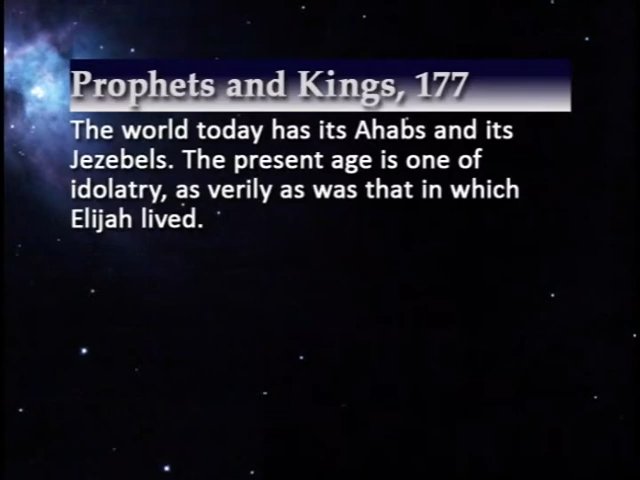 Prophets and Kings, 177
The world today has its Ahabs and its
Jezebels. The present age is one of
idolatry, as verily as was that in which
Elijah lived.